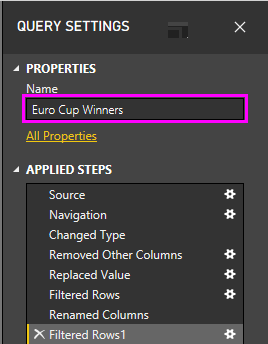 QUERY SETTINGS
PROPERTIES
Name
Euro Cup Winners
All Properties
APPLIED STEPS
Source
Navigation
Changed Type
Removed Other Columns
Replaced Value
Filtered Rows
Renamed Columns
Filtered Rows1